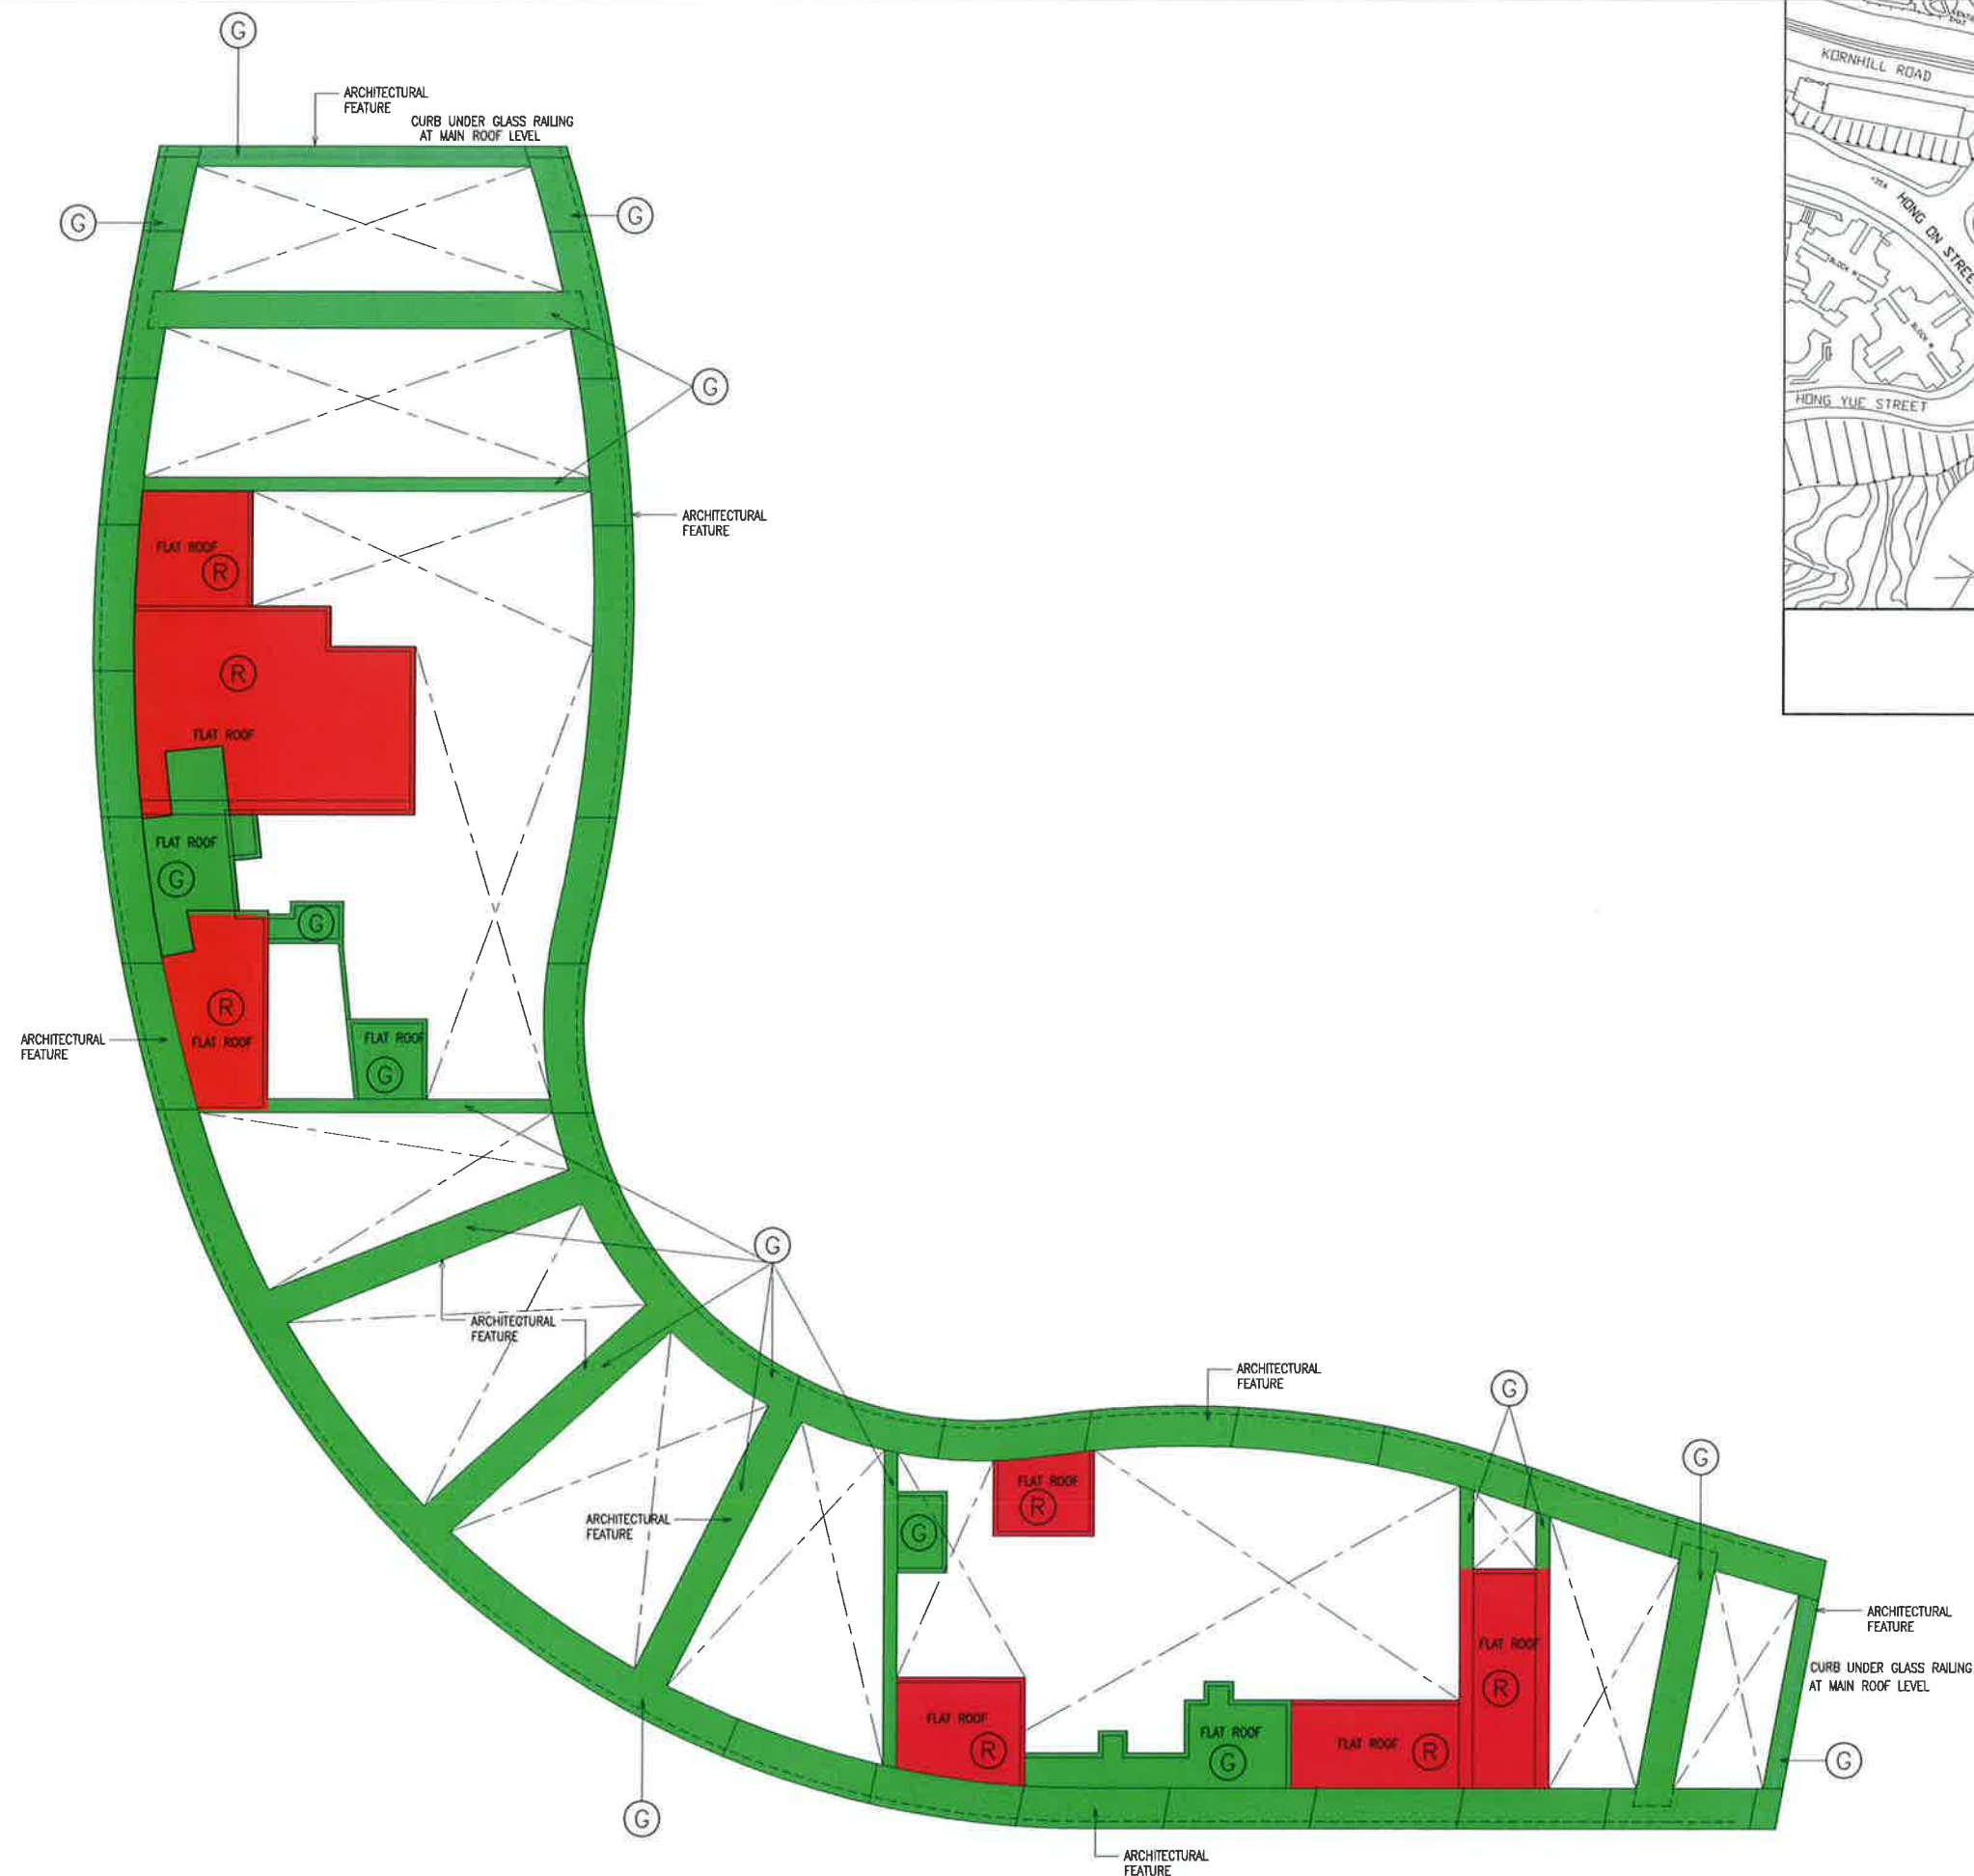 G
ARCHITECTURAL
FEATURE
CURB UNDER GLASS RAILING
AT MAIN ROOF LEVEL
KORNHILL ROAD
HONG ON STREE
HONG YUE STREET
G
G
G
ARCHITECTURAL
FEATURE
FLAT ROOF
R
R
FLAT ROOF
FLAT ROOF
G
G
R
FLAT ROOF
FLAT ROOF
G
ARCHITECTURAL
FEATURE
G
ARCHITECTURAL
FEATURE
ARCHITECTURAL
FEATURE
ARCHITECTURAL
FEATURE
G
G
FLAT ROOF
R
G
FLAT ROOF
R
ARCHITECTURAL
FEATURE
CURB UNDER GLASS RAILING
AT MAIN ROOF LEVEL
FLAT ROOF
R
FLAT ROOF
G
FLAT ROOF
R
G
G
ARCHITECTURAL
FEATURE